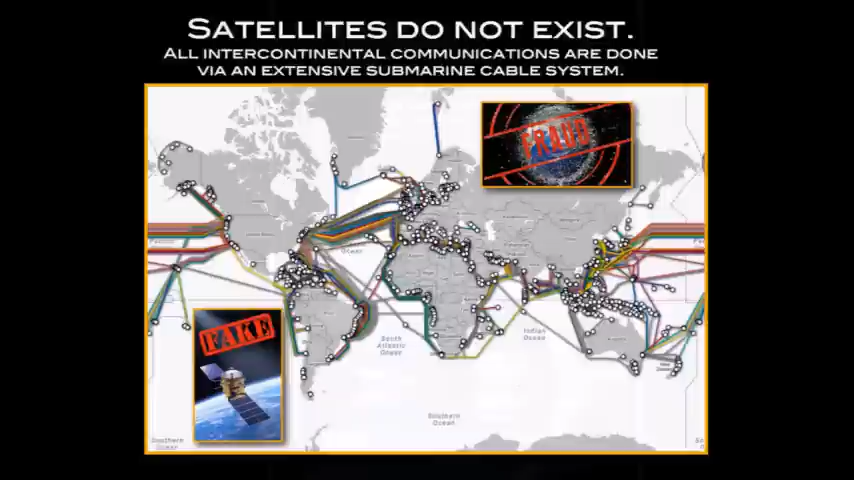 SATELLITES DO NOT EXIST.
ALL INTERCONTINENTAL COMMUNICATIONS ARE DONE
VIA AN EXTENSIVE SUBMARINE CABLE SYSTEM.
FRAUD
Ocean
FAKE
South
Atlantic
Ocean
Indian
Ocean
Southern
Ocean
Southern
Ocean